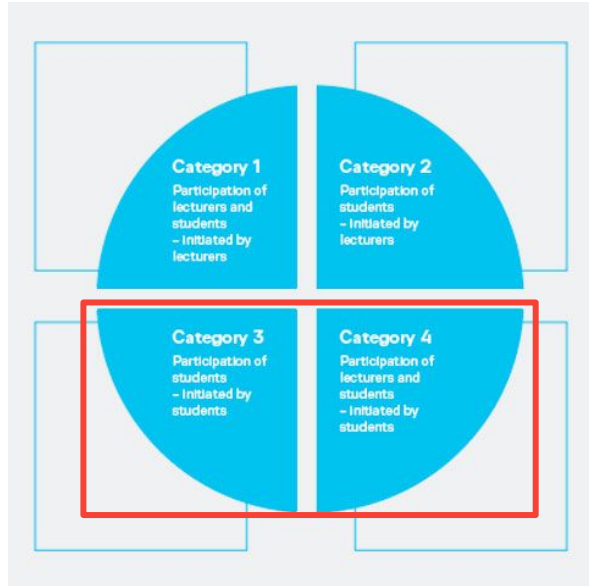 Category 1
Participation of
lecturers and
students
– initiated by
lecturers
Category 2
Participation of
students
– initiated by
lecturers
Category 3
Participation of
students
– initiated by
students
Category 4
Participation of
lecturers and
students
– initiated by
students